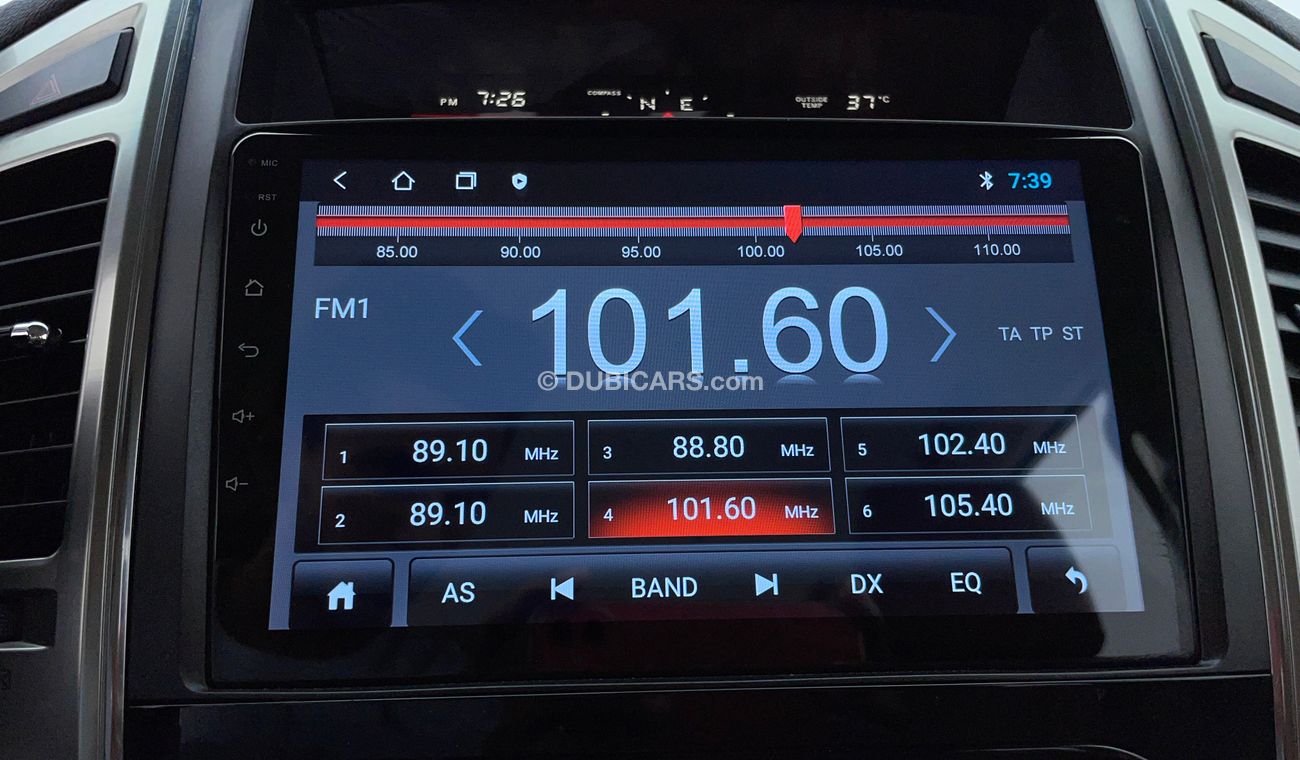 PM 7:26 COMPASS N E OUTSIDE TEMP 37°C
MIC
RST
7:39
85.00 90.00 95.00 100.00 105.00 110.00
FM1
101.60
TA TP ST
© DUBICARS.com
1 89.10 MHz 3 88.80 MHz 5 102.40 MHz
2 89.10 MHz 4 101.60 MHz 6 105.40 MHz
AS BAND DX EQ